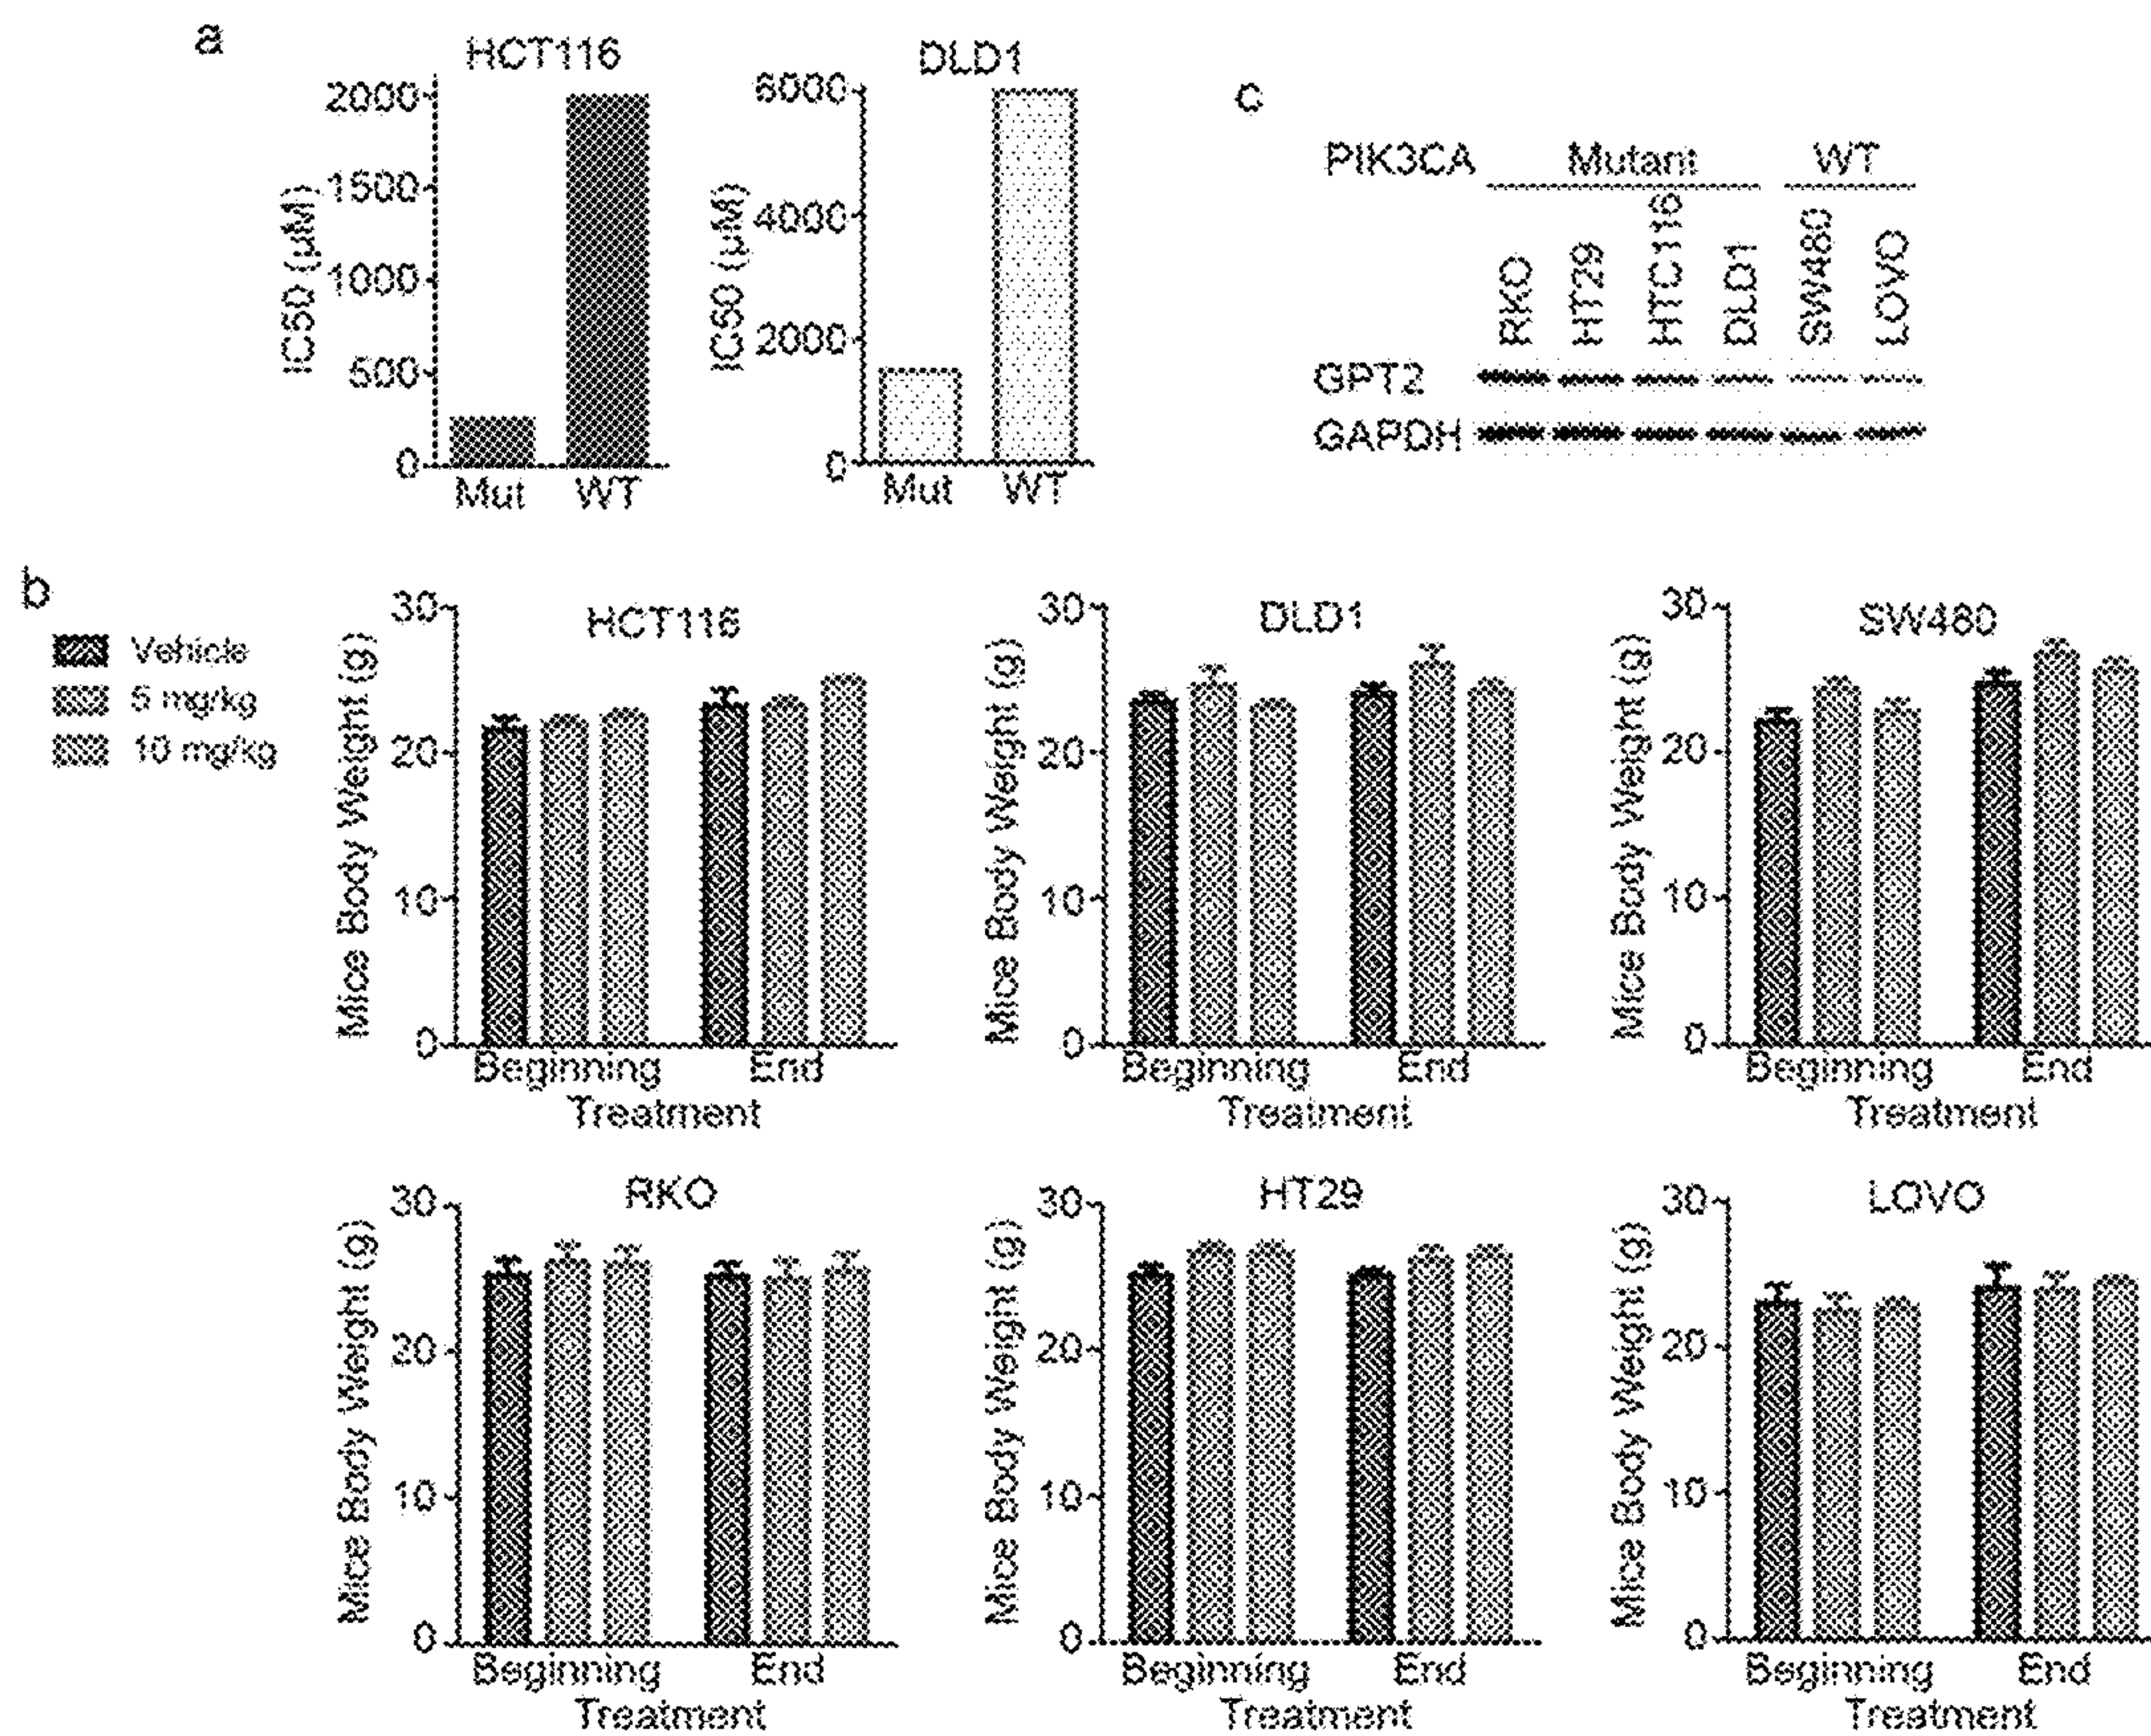 a
HCT116
2000
1500
1000
500
0
IC50 (µM)
Mut WT
DLD1
6000
4000
2000
0
IC50 (µM)
Mut WT
c
PIK3CA Mutant WT
RKO HT29 HTC116 DLD1 SW480 LOVO
GPT2
GAPDH
b
Vehicle
5 mg/kg
10 mg/kg
HCT116
30
20
10
0
Mice Body Weight (g)
Beginning End
Treatment
DLD1
30
20
10
0
Mice Body Weight (g)
Beginning End
Treatment
SW480
30
20
10
0
Mice Body Weight (g)
Beginning End
Treatment
RKO
30
20
10
0
Mice Body Weight (g)
Beginning End
Treatment
HT29
30
20
10
0
Mice Body Weight (g)
Beginning End
Treatment
LOVO
30
20
10
0
Mice Body Weight (g)
Beginning End
Treatment